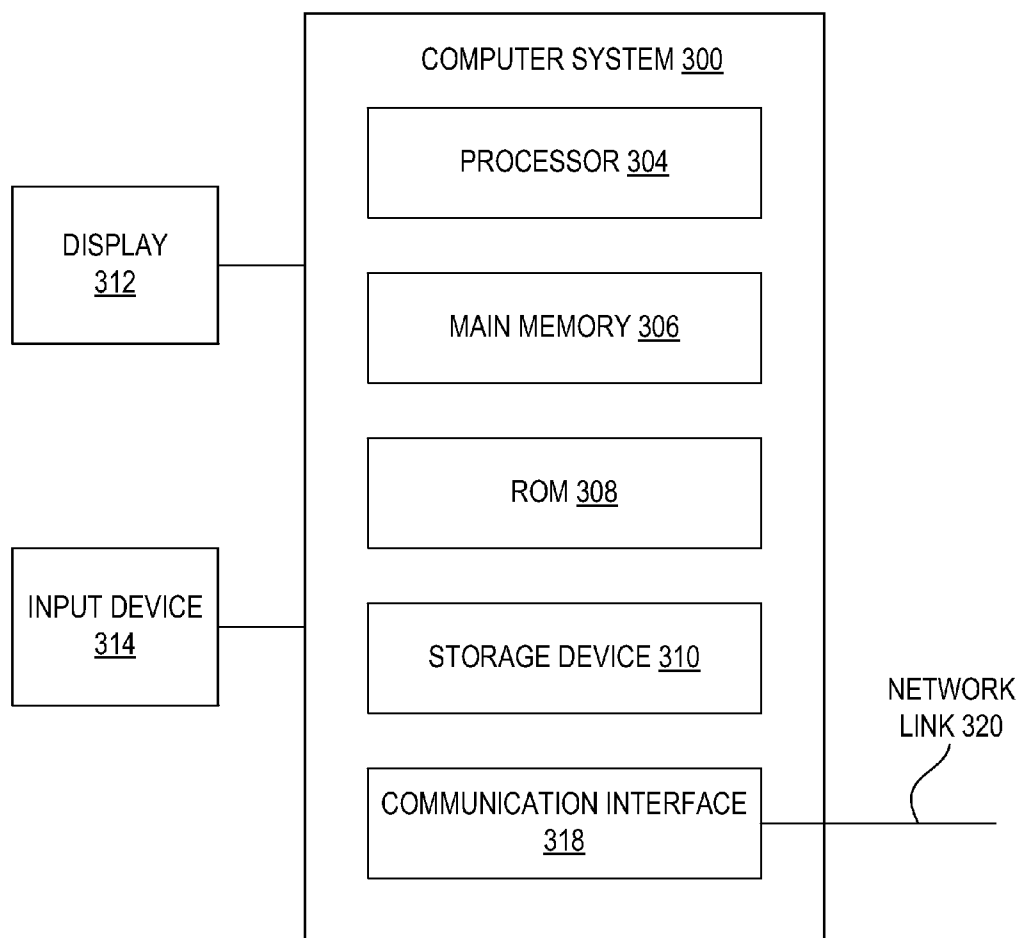 COMPUTER SYSTEM 300
PROCESSOR 304
DISPLAY
312
MAIN MEMORY 306
ROM 308
INPUT DEVICE
314
STORAGE DEVICE 310
NETWORK
LINK 320
COMMUNICATION INTERFACE
318